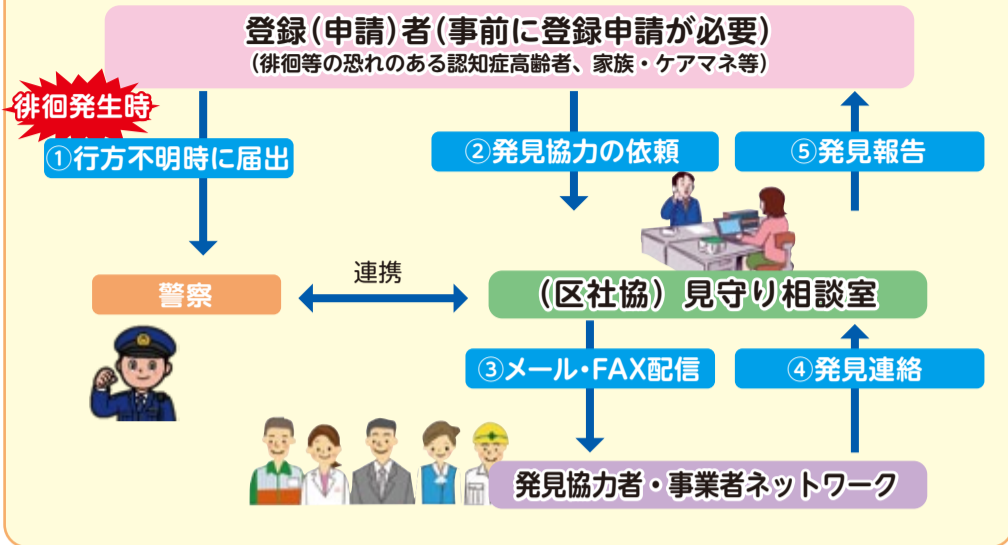 登録(申請)者(事前に登録申請が必要)
(徘徊等の恐れのある認知症高齢者、家族・ケアマネ等)
徘徊発生時
①行方不明時に届出
②発見協力の依頼
⑤発見報告
警察
連携
(区社協)見守り相談室
③メール・FAX配信
④発見連絡
発見協力者・事業者ネットワーク